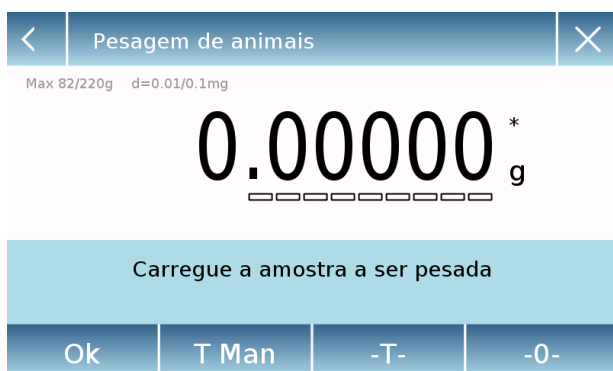 Pesagem de animais
Max 82/220g d=0.01/0.1mg
0.00000 * g
Carregue a amostra a ser pesada
Ok T Man -T- -0-